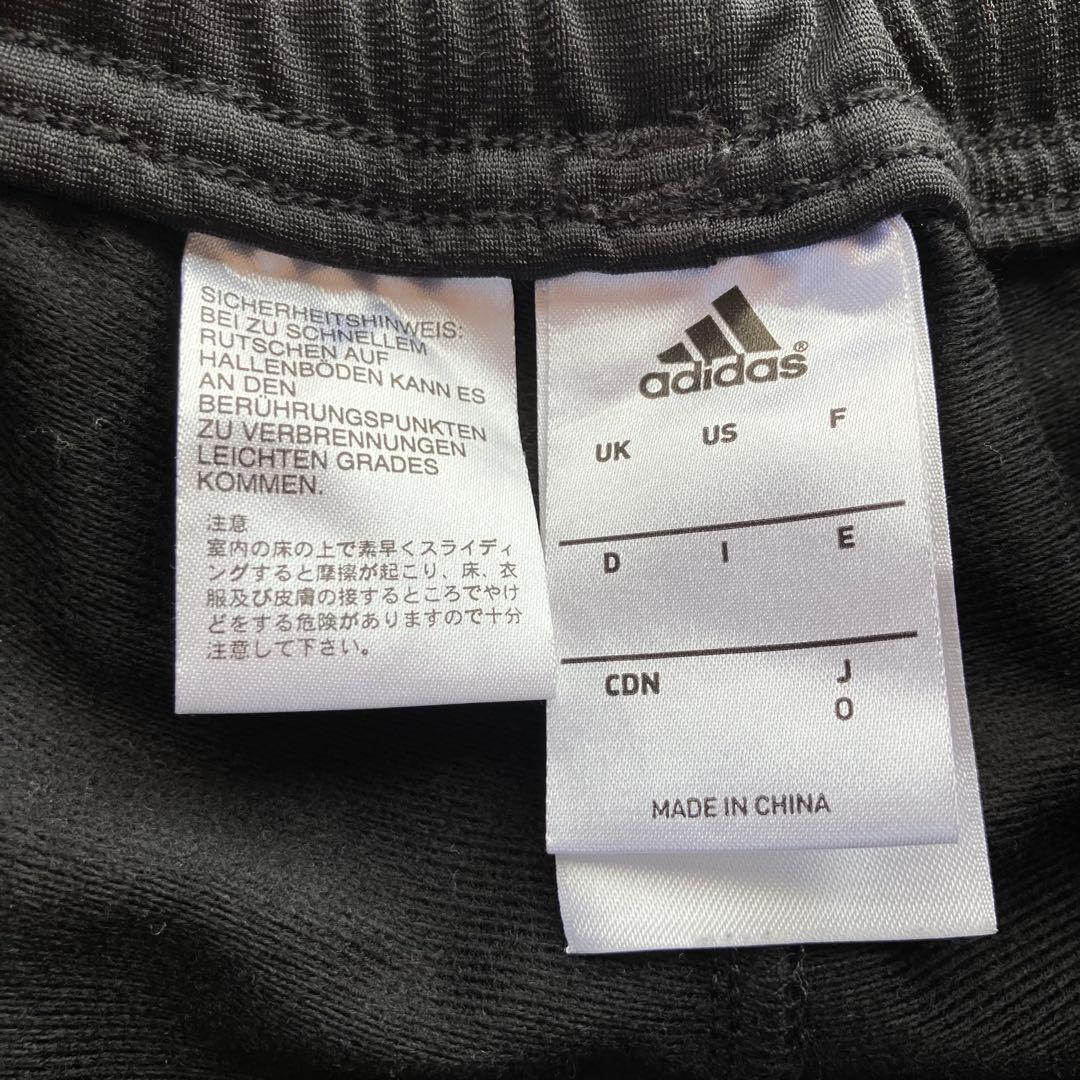 SICHERHEITSHINWEIS:
BEI ZU SCHNELLEM
RUTSCHEN AUF
HALLENBÖDEN KANN ES
AN DEN
BERÜHRUNGSPUNKTEN
ZU VERBRENNUNGEN
LEICHTEN GRADES
KOMMEN.
注意
室内の床の上で素早くスライディ
ングすると摩擦が起こり、床、衣
服及び皮膚の接するところでやけ
どをする危険がありますので十分
注意して下さい。
adidas®
UK US F
D I E
CDN J
O
MADE IN CHINA